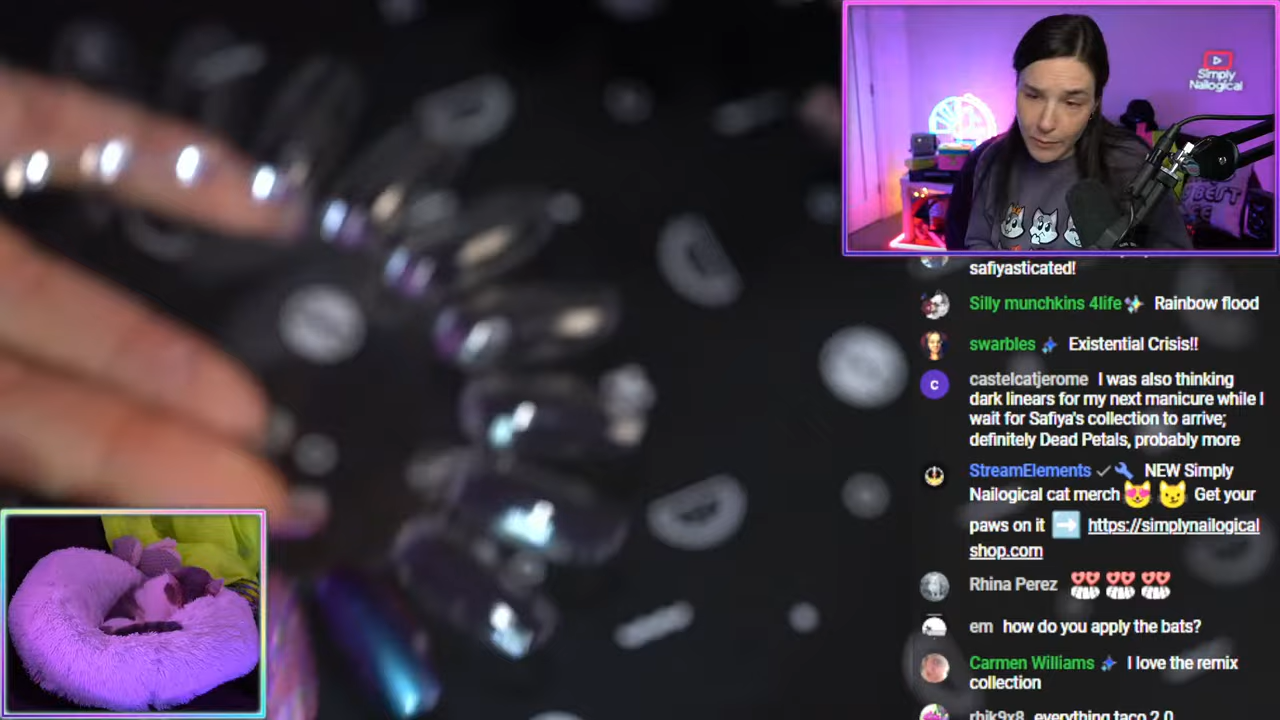 Simply
Nailogical
safiyasticated!
Silly munchkins 4life Rainbow flood
swarbles Existential Crisis!!
C castelcatjerome I was also thinking
dark linears for my next manicure while I
wait for Safiya's collection to arrive;
definitely Dead Petals, probably more
StreamElements NEW Simply
Nailogical cat merch Get your
paws on it https://simplynailogical
shop.com
Rhina Perez
em how do you apply the bats?
Carmen Williams I love the remix
collection
rhik9x8 everything taco 2.0